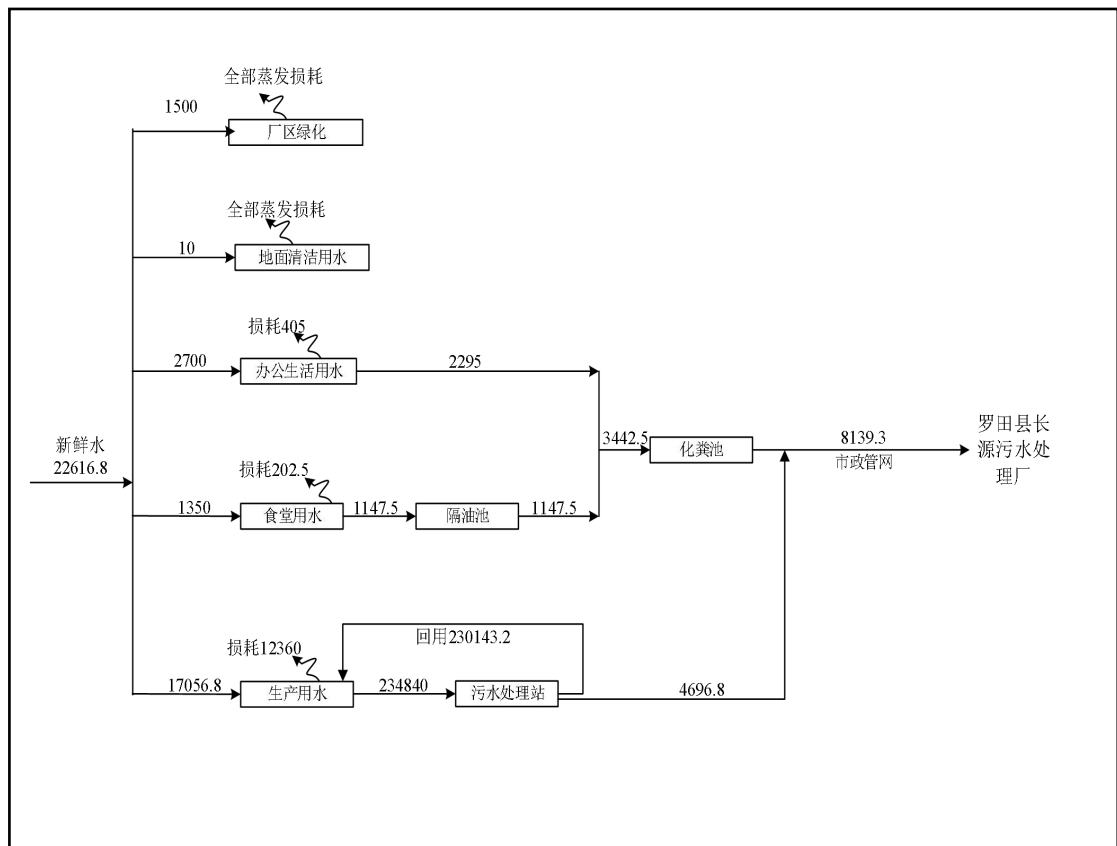 全部蒸发损耗
1500
厂区绿化
全部蒸发损耗
10
地面清洁用水
损耗405
2700
办公生活用水
2295
新鲜水
22616.8
3442.5
化粪池
8139.3
市政管网
罗田县长
源污水处
理厂
损耗202.5
1350
食堂用水
1147.5
隔油池
1147.5
回用230143.2
损耗12360
17056.8
生产用水
234840
污水处理站
4696.8